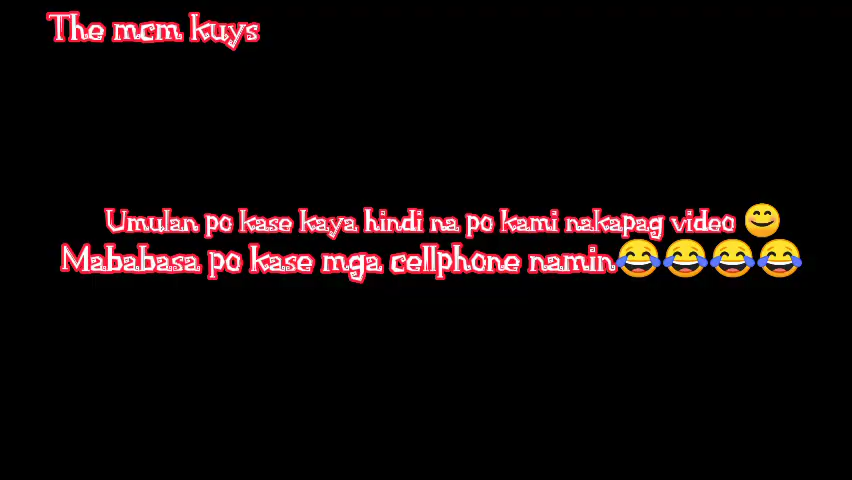 The mcm kuys
Umulan po kase kaya hindi na po kami nakapag video 😊
Mababasa po kase mga cellphone namin😂😂😂😂